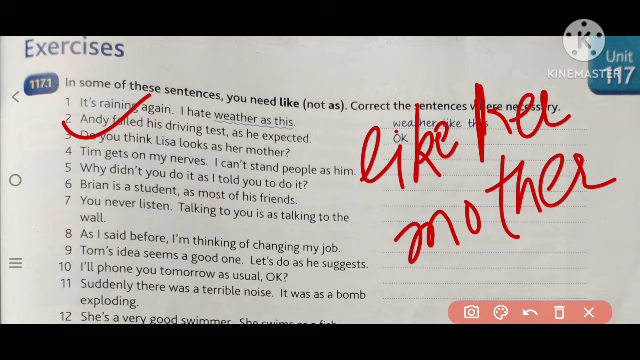 Exercises
Unit
117
KINEMASTER
117.1 In some of these sentences, you need like (not as). Correct the sentences where necessary.
1 It's raining again. I hate weather as this.
weather like this
2 Andy failed his driving test, as he expected.
OK
3 Do you think Lisa looks as her mother?
4 Tim gets on my nerves. I can't stand people as him.
5 Why didn't you do it as I told you to do it?
6 Brian is a student, as most of his friends.
7 You never listen. Talking to you is as talking to the
wall.
8 As I said before, I'm thinking of changing my job.
9 Tom's idea seems a good one. Let's do as he suggests.
10 I'll phone you tomorrow as usual, OK?
11 Suddenly there was a terrible noise. It was as a bomb
exploding.
12 She's a very good swimmer. She swims as a fish.
like her
mother